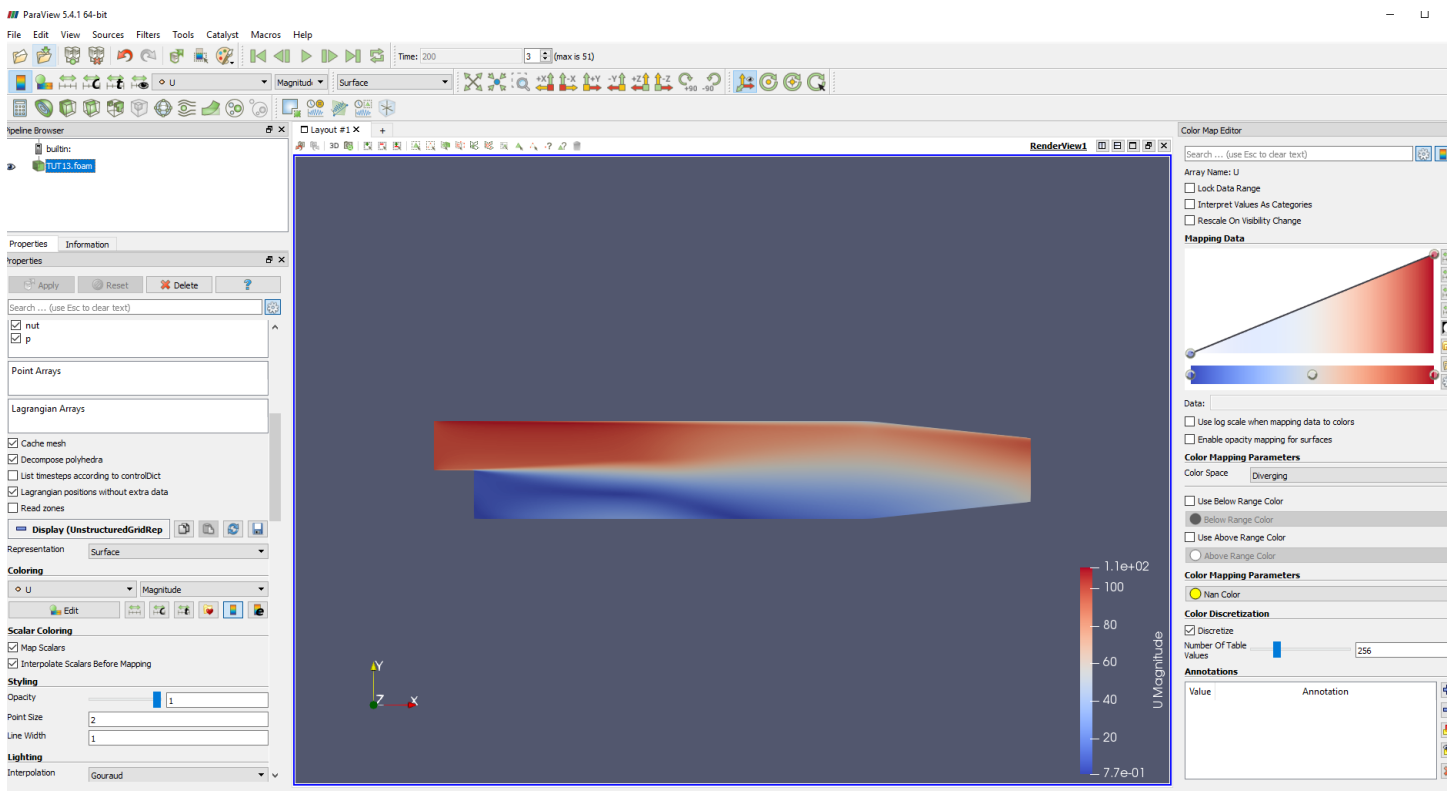 ParaView 5.4.1 64-bit
File Edit View Sources Filters Tools Catalyst Macros Help
Time: 200 3 (max is 51)
U Magnitud Surface
+X -X +Y -Y +Z -Z +90 -90
Pipeline Browser
builtin:
TUT13.foam
Properties Information
Properties
Apply Reset Delete ?
Search ... (use Esc to clear text)
nut
p
Point Arrays
Lagrangian Arrays
Cache mesh
Decompose polyhedra
List timesteps according to controlDict
Lagrangian positions without extra data
Read zones
Display (UnstructuredGridRep
Representation Surface
Coloring
U Magnitude
Edit
Scalar Coloring
Map Scalars
Interpolate Scalars Before Mapping
Styling
Opacity 1
Point Size 2
Line Width 1
Lighting
Interpolation Gouraud
Layout #1 +
3D RenderView1
1.1e+02
100
80
60
40
20
7.7e-01
U Magnitude
Y
Z X
Color Map Editor
Search ... (use Esc to clear text)
Array Name: U
Lock Data Range
Interpret Values As Categories
Rescale On Visibility Change
Mapping Data
Data:
Use log scale when mapping data to colors
Enable opacity mapping for surfaces
Color Mapping Parameters
Color Space Diverging
Use Below Range Color
Below Range Color
Use Above Range Color
Above Range Color
Color Mapping Parameters
Nan Color
Color Discretization
Discretize
Number Of Table Values 256
Annotations
Value Annotation